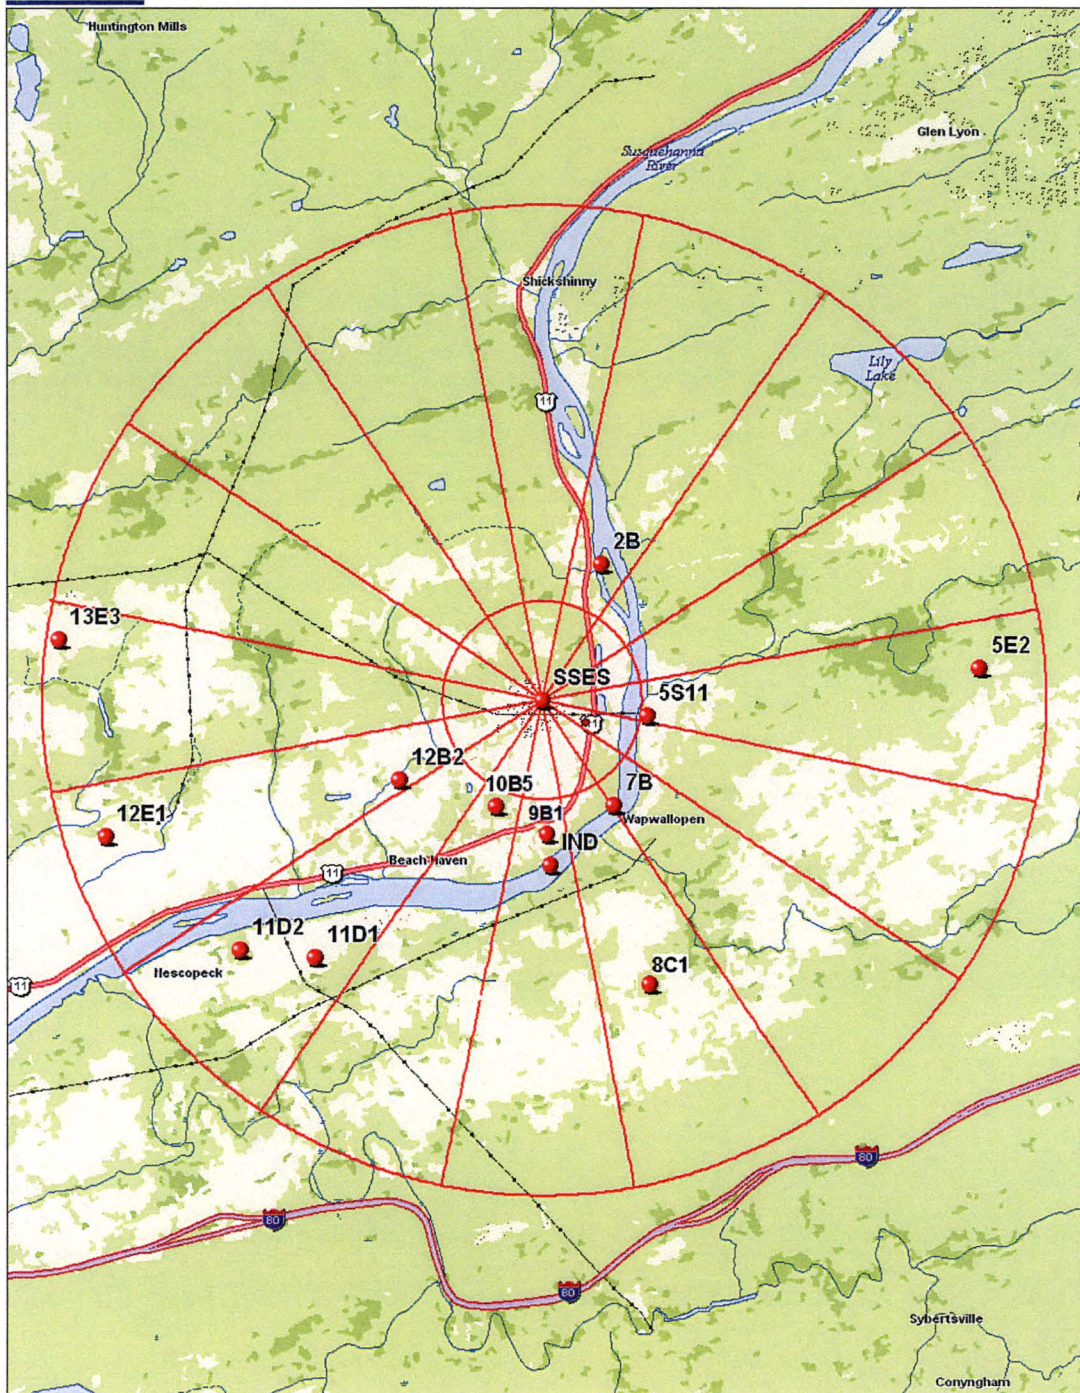 Huntington Mills
Glen Lyon
Susquehanna
River
Shickshinny
Lily
Lake
11
2B
13E3
5E2
SSES
5S11
11
12B2
10B5
7B
12E1
9B1
Wapwallopen
IND
Beach Haven
11
11D2
11D1
Nescopeck
8C1
11
80
80
80
Sybertsville
Conyngham